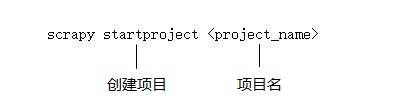 scrapy startproject <project_name>
创建项目 项目名